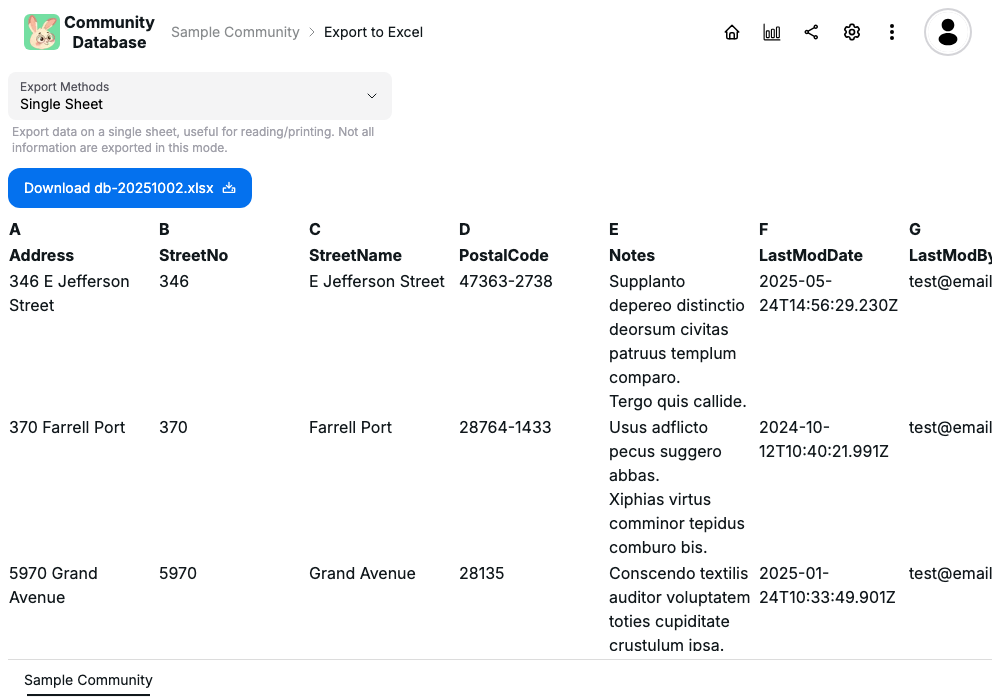 Community
Database
Sample Community > Export to Excel
Export Methods
Single Sheet
Export data on a single sheet, useful for reading/printing. Not all
information are exported in this mode.
Download db-20251002.xlsx
A B C D E F G
Address StreetNo StreetName PostalCode Notes LastModDate LastModBy
346 E Jefferson 346 E Jefferson Street 47363-2738 Supplanto 2025-05- test@email
Street depereo distinctio 24T14:56:29.230Z
deorsum civitas
patruus templum
comparo.
Tergo quis callide.
370 Farrell Port 370 Farrell Port 28764-1433 Usus adflicto 2024-10- test@email
pecus suggero 12T10:40:21.991Z
abbas.
Xiphias virtus
comminor tepidus
comburo bis.
5970 Grand 5970 Grand Avenue 28135 Conscendo textilis 2025-01- test@email
Avenue auditor voluptatem 24T10:33:49.901Z
toties cupiditate
crustulum ipsa.
Sample Community